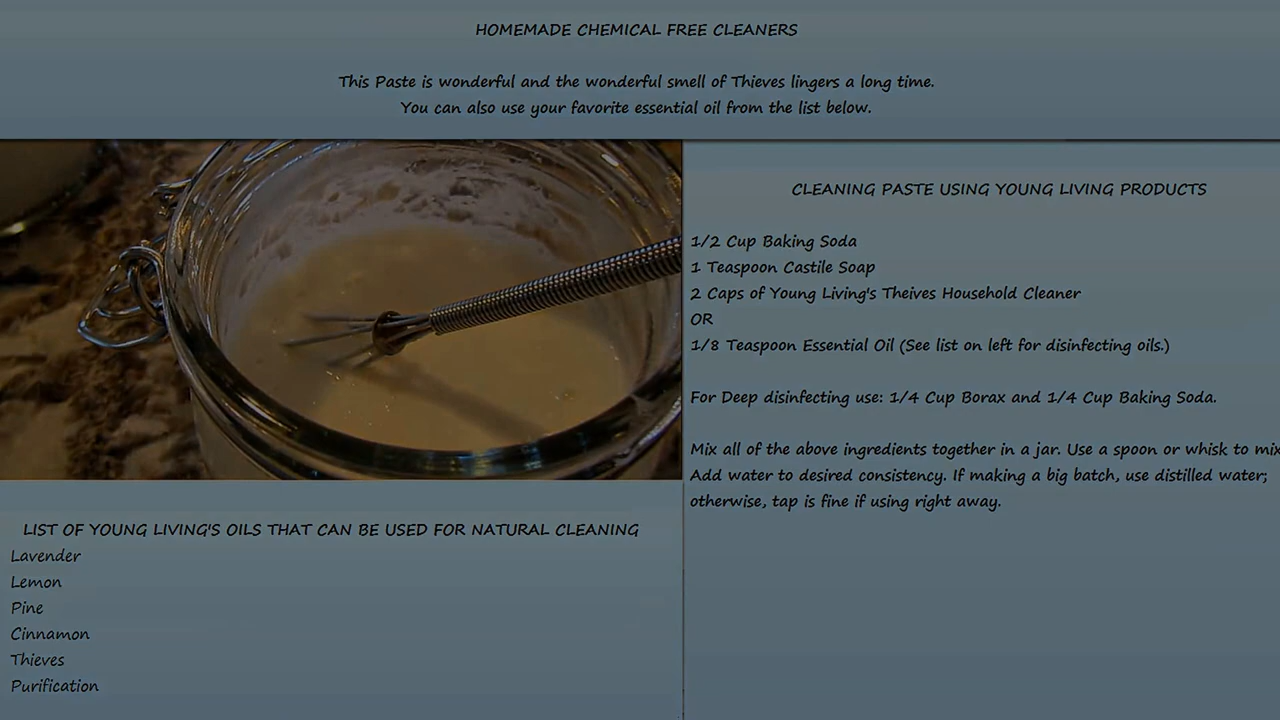 HOMEMADE CHEMICAL FREE CLEANERS
This Paste is wonderful and the wonderful smell of Thieves lingers a long time.
You can also use your favorite essential oil from the list below.
CLEANING PASTE USING YOUNG LIVING PRODUCTS
1/2 Cup Baking Soda
1 Teaspoon Castile Soap
2 Caps of Young Living's Theives Household Cleaner
OR
1/8 Teaspoon Essential Oil (See list on left for disinfecting oils.)
For Deep disinfecting use: 1/4 Cup Borax and 1/4 Cup Baking Soda.
Mix all of the above ingredients together in a jar. Use a spoon or whisk to mix
Add water to desired consistency. If making a big batch, use distilled water;
otherwise, tap is fine if using right away.
LIST OF YOUNG LIVING'S OILS THAT CAN BE USED FOR NATURAL CLEANING
Lavender
Lemon
Pine
Cinnamon
Thieves
Purification